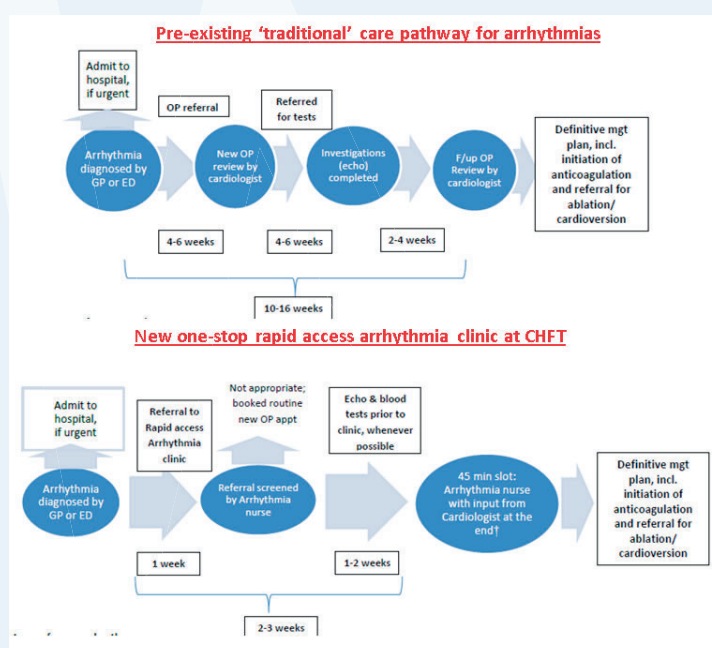 Pre-existing ‘traditional’ care pathway for arrhythmias
Admit to
hospital,
if urgent
OP referral
Referred
for tests
Arrhythmia
diagnosed by
GP or ED
New OP
review by
cardiologist
Investigations
(echo)
completed
F/up OP
Review by
cardiologist
Definitive mgt
plan, incl.
initiation of
anticoagulation
and referral for
ablation/
cardioversion
4-6 weeks
4-6 weeks
2-4 weeks
10-16 weeks
New one-stop rapid access arrhythmia clinic at CHFT
Admit to
hospital,
if urgent
Referral to
Rapid access
Arrhythmia
clinic
Not appropriate;
booked routine
new OP appt
Echo & blood
tests prior to
clinic, whenever
possible
Arrhythmia
diagnosed by
GP or ED
Referral screened
by Arrhythmia
nurse
45 min slot:
Arrhythmia nurse
with input from
Cardiologist at the
end†
Definitive mgt
plan, incl.
initiation of
anticoagulation
and referral for
ablation/
cardioversion
1 week
1-2 weeks
2-3 weeks